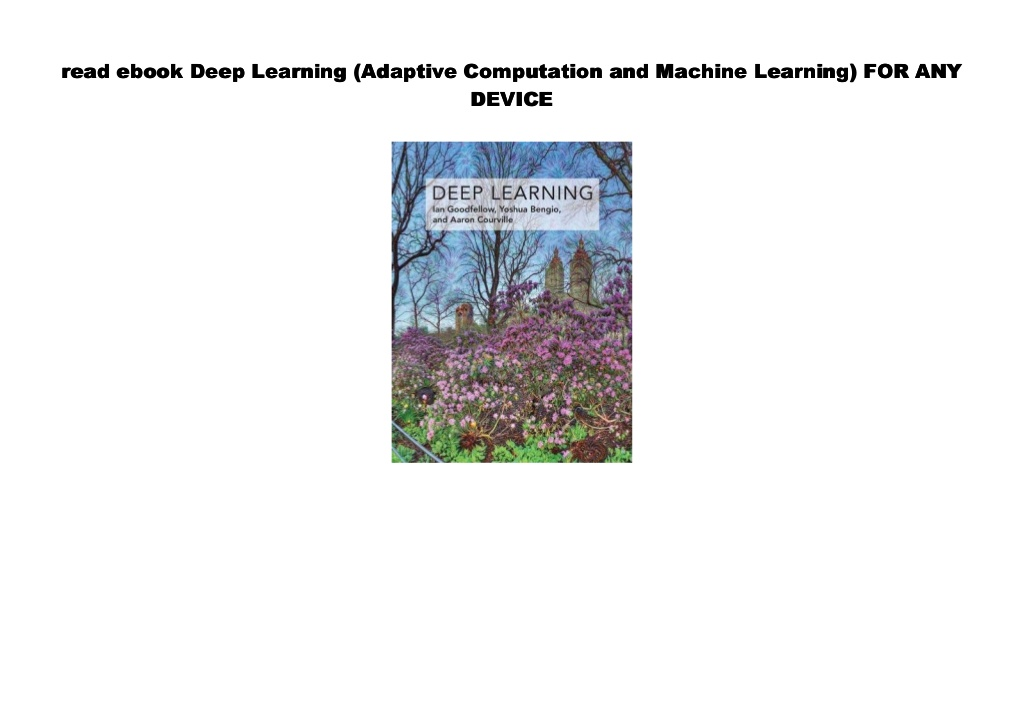 read ebook Deep Learning (Adaptive Computation and Machine Learning) FOR ANY
DEVICE
DEEP LEARNING
Ian Goodfellow, Yoshua Bengio,
and Aaron Courville